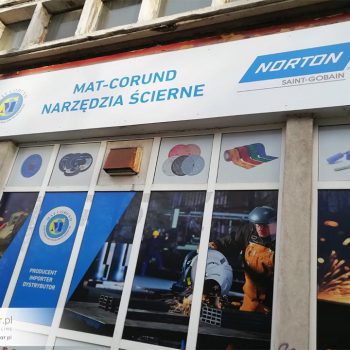 MAT-CORUND
NARZĘDZIA ŚCIERNE
NORTON
SAINT-GOBAIN
PRODUCENT
IMPORTER
DYSTRYBUTOR